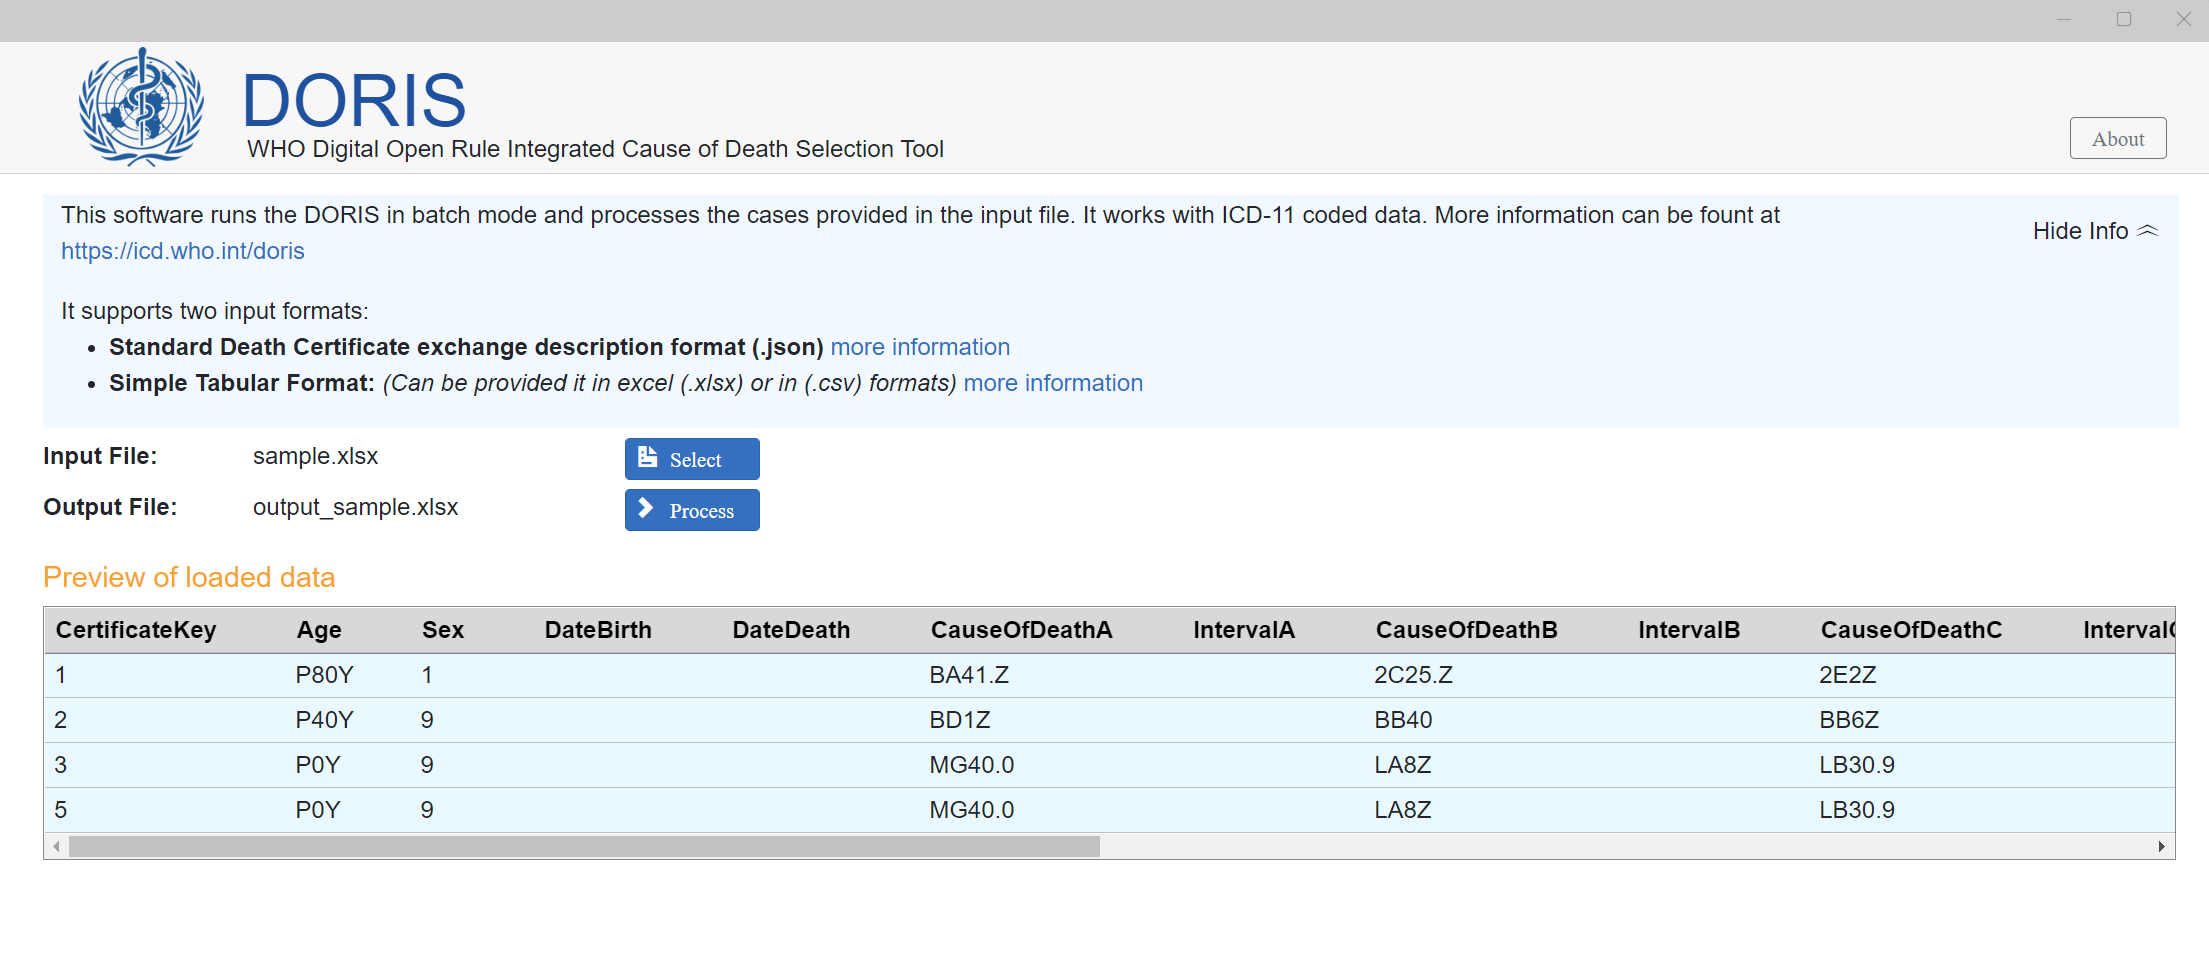 DORIS
WHO Digital Open Rule Integrated Cause of Death Selection Tool
About
This software runs the DORIS in batch mode and processes the cases provided in the input file. It works with ICD-11 coded data. More information can be fount at
https://icd.who.int/doris
Hide Info
It supports two input formats:
• Standard Death Certificate exchange description format (.json) more information
• Simple Tabular Format: (Can be provided it in excel (.xlsx) or in (.csv) formats) more information
Input File: sample.xlsx Select
Output File: output_sample.xlsx Process
Preview of loaded data
CertificateKey Age Sex DateBirth DateDeath CauseOfDeathA IntervalA CauseOfDeathB IntervalB CauseOfDeathC IntervalC
1 P80Y 1 BA41.Z 2C25.Z 2E2Z
2 P40Y 9 BD1Z BB40 BB6Z
3 P0Y 9 MG40.0 LA8Z LB30.9
5 P0Y 9 MG40.0 LA8Z LB30.9